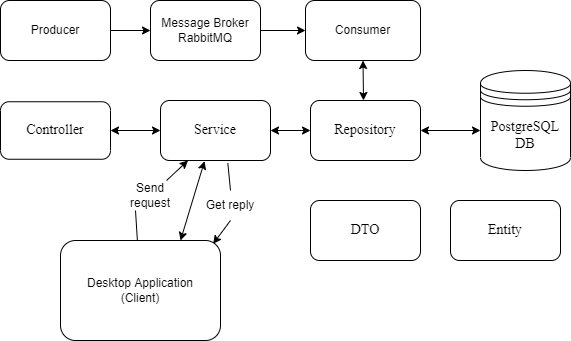 Producer
Message Broker
RabbitMQ
Consumer
Controller
Service
Repository
PostgreSQL
DB
Send
request
Get reply
DTO
Entity
Desktop Application
(Client)